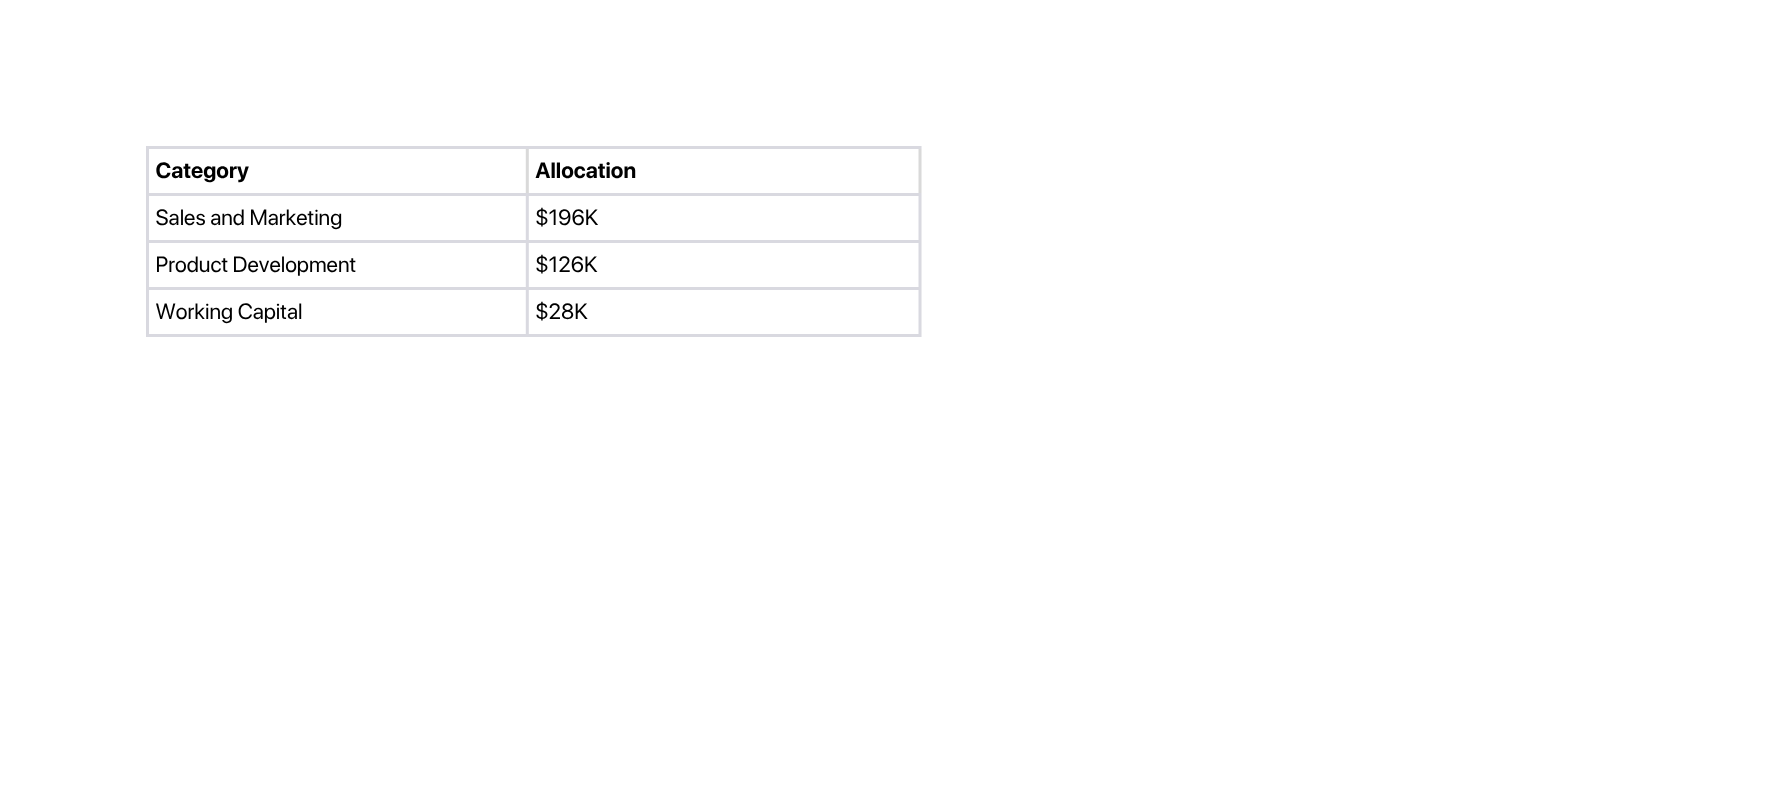 Category Allocation
Sales and Marketing $196K
Product Development $126K
Working Capital $28K